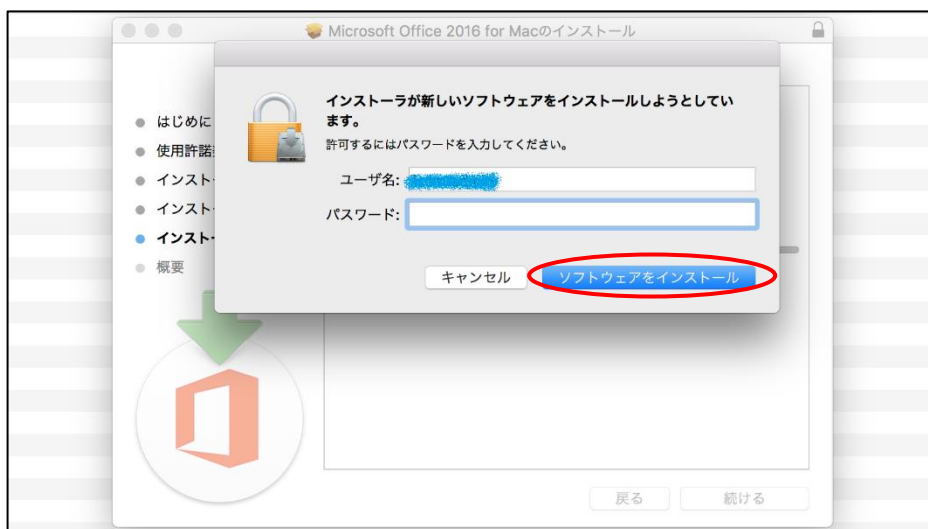 Microsoft Office 2016 for Macのインストール
インストーラが新しいソフトウェアをインストールしようとしてい
ます。
許可するにはパスワードを入力してください。
ユーザ名:
パスワード:
キャンセル
ソフトウェアをインストール
はじめに
使用許諾
インスト
インスト
インスト
概要
戻る
続ける